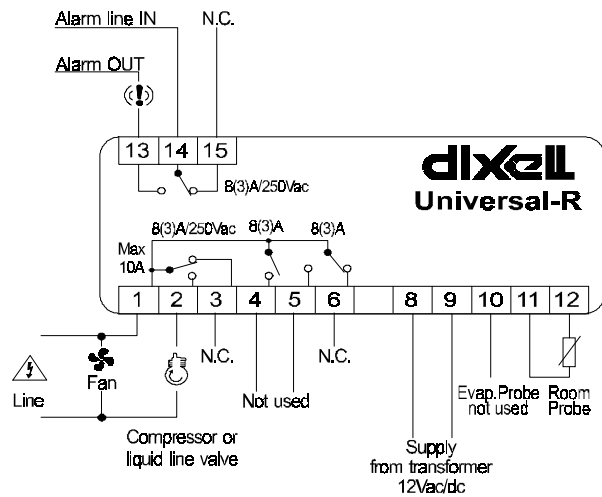 Alarm line IN
N.C.
Alarm OUT
13 14 15
dixell
8(3)A/250Vac
Universal-R
8(3)A/250Vac 8(3)A 8(3)A
Max
10A
1 2 3 4 5 6 8 9 10 11 12
N.C.
N.C.
Line
Fan
Not used
Evap.Probe
not used
Room
Probe
Compressor or
liquid line valve
Supply
from transformer
12Vac/dc